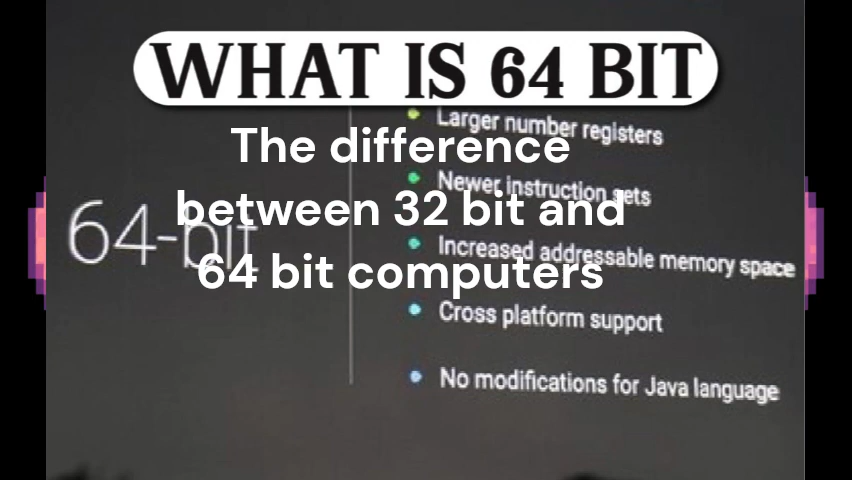 WHAT IS 64 BIT
The difference
between 32 bit and
64 bit computers
64-bit
Larger number registers
Newer instruction sets
Increased addressable memory space
Cross platform support
No modifications for Java language